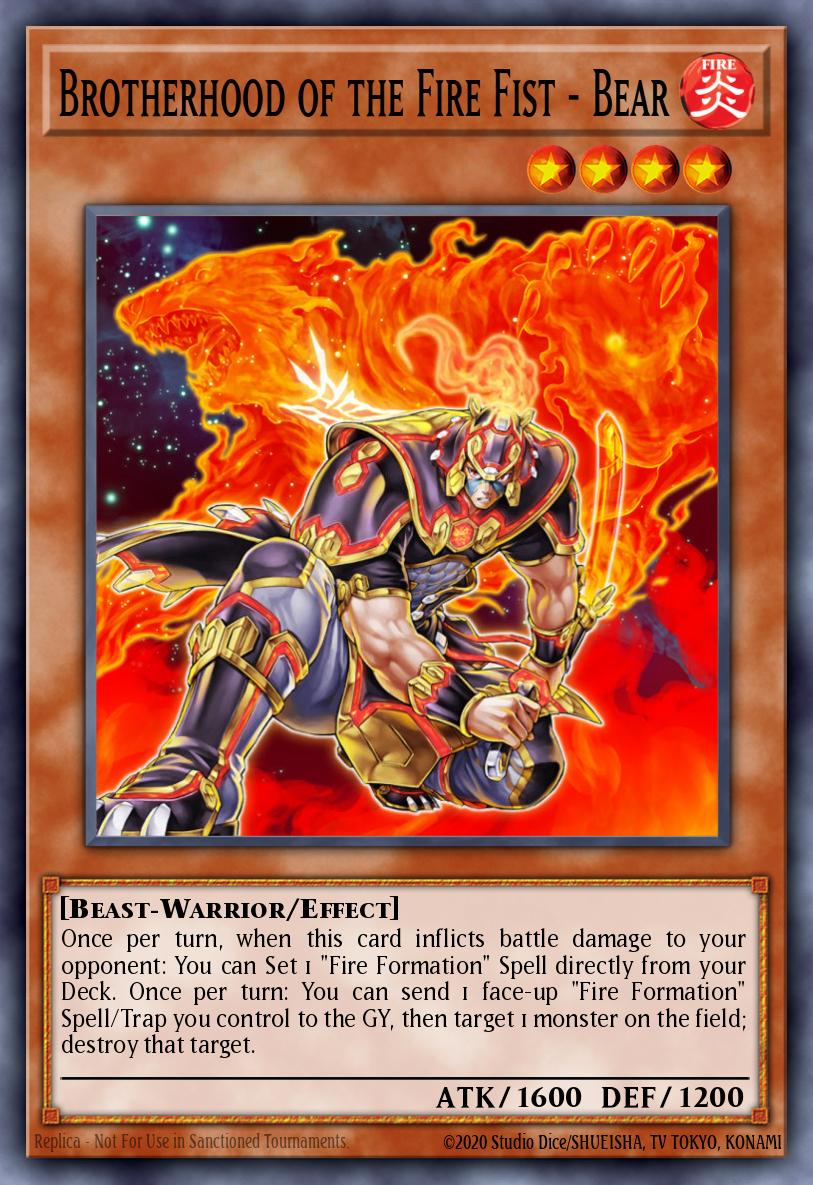 Brotherhood of the Fire Fist - Bear
FIRE
炎
[Beast-Warrior/Effect]
Once per turn, when this card inflicts battle damage to your
opponent: You can Set 1 "Fire Formation" Spell directly from your
Deck. Once per turn: You can send 1 face-up "Fire Formation"
Spell/Trap you control to the GY, then target 1 monster on the field;
destroy that target.
ATK/1600 DEF/1200
Replica - Not For Use in Sanctioned Tournaments.
©2020 Studio Dice/SHUEISHA, TV TOKYO, KONAMI